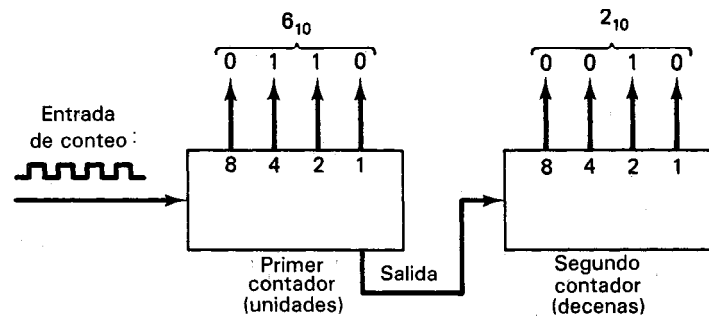 6₁₀ 2₁₀
0 1 1 0 0 0 1 0
Entrada
de conteo:
8 4 2 1 8 4 2 1
Primer
contador
(unidades)
Salida
Segundo
contador
(decenas)